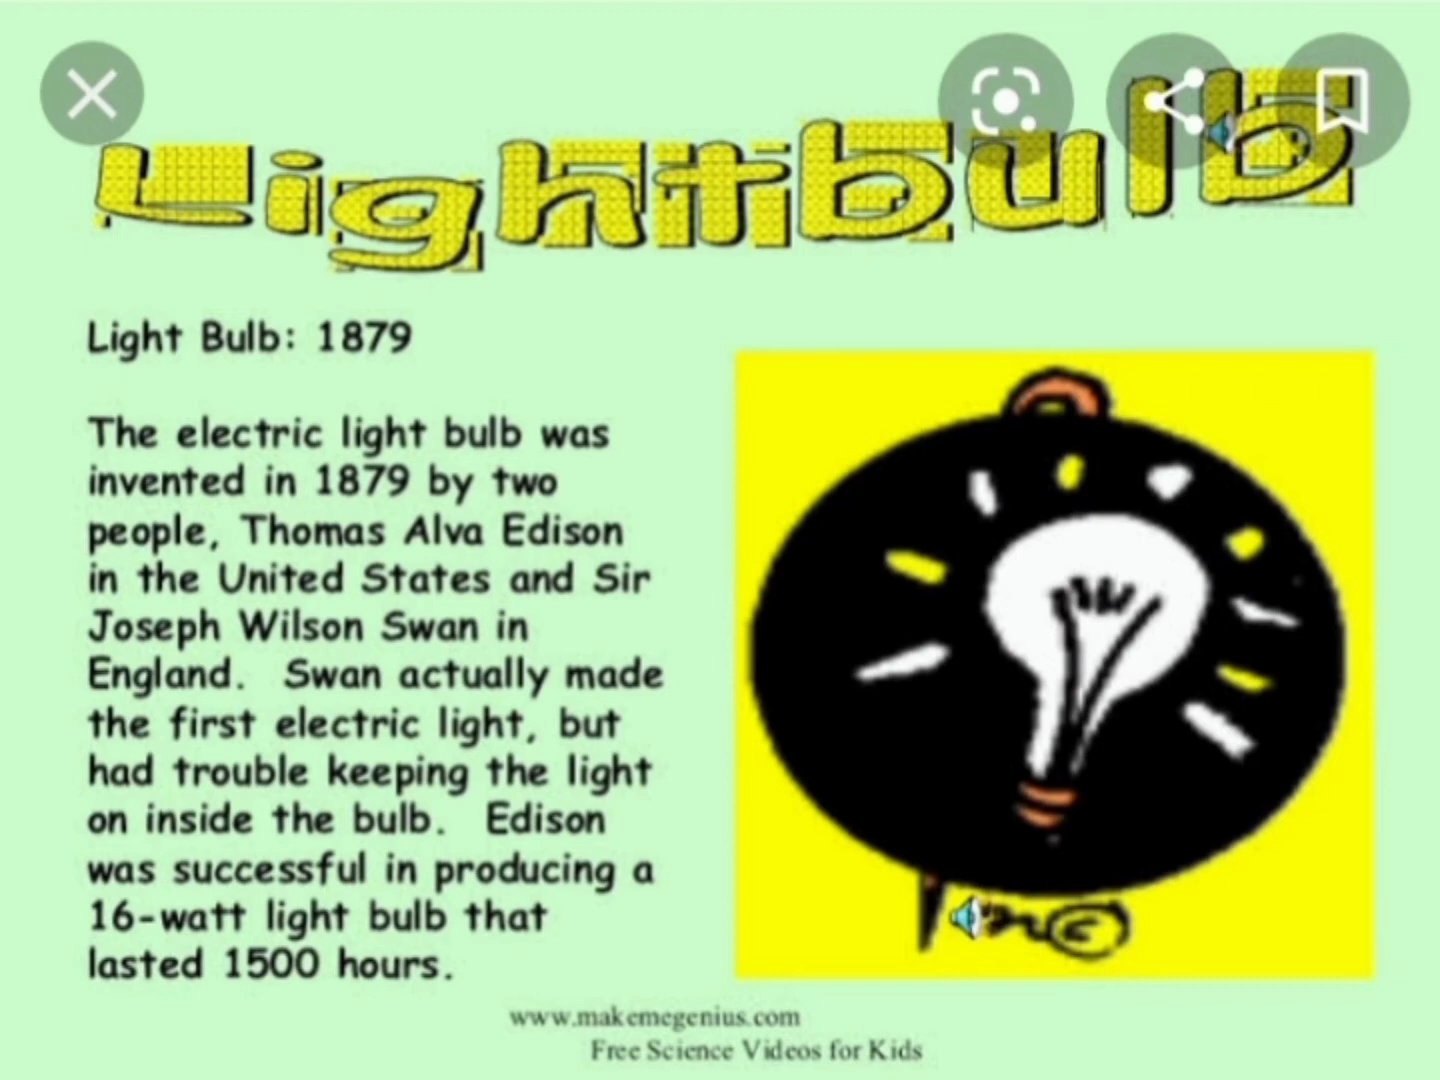 Lightbulb
Light Bulb: 1879
The electric light bulb was
invented in 1879 by two
people, Thomas Alva Edison
in the United States and Sir
Joseph Wilson Swan in
England. Swan actually made
the first electric light, but
had trouble keeping the light
on inside the bulb. Edison
was successful in producing a
16-watt light bulb that
lasted 1500 hours.
www.makemegenius.com
Free Science Videos for Kids